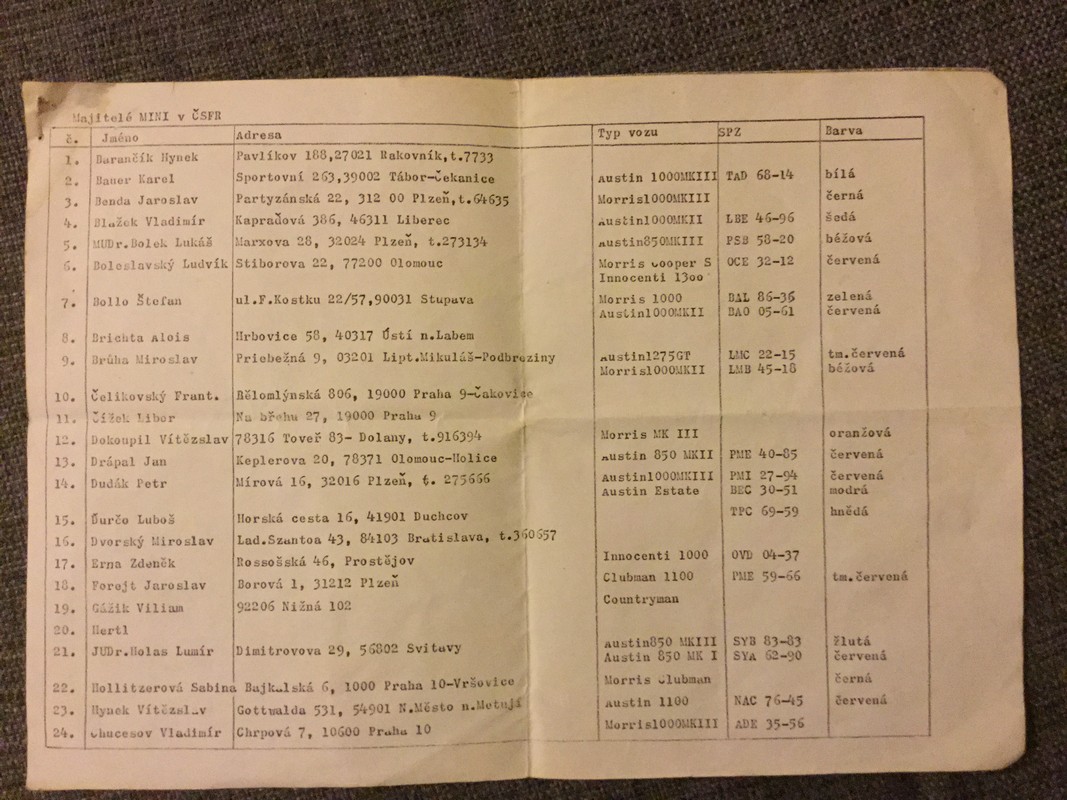 Majitelé MINI v ČSFR
č. Jméno Adresa Typ vozu SPZ Barva
1. Barančík Hynek Pavlíkov 188,27021 Rakovník,t.7733
2. Bauer Karel Sportovní 263,39002 Tábor-Čekanice Austin 1000MKIII TAD 68-14 bílá
3. Benda Jaroslav Partyzánská 22, 312 00 Plzeň,t.64635 Morris1000MKIII černá
4. Blažek Vladimír Kapraďová 386, 46311 Liberec Austin1000MKII LBE 46-96 šedá
5. MUDr.Bolek Lukáš Marxova 28, 32024 Plzeň, t.273134 Austin850MKIII PSB 58-20 béžová
6. Boleslavský Ludvík Stiborova 22, 77200 Olomouc Morris Cooper S OCE 32-12 červená
Innocenti 13oo
7. Bollo Štefan ul.F.Kostku 22/57,90031 Stupava Morris 1000 BAL 86-36 zelená
Austin1000MKII BAO 05-61 červená
8. Brichta Alois Hrbovice 58, 40317 Ústí n.Labem
9. Brůha Miroslav Priebežná 9, 03201 Lipt.Mikuláš-Podbreziny Austin1275GT LMC 22-15 tm.červená
Morris1000MKII LMB 45-18 béžová
10. Čelikovský Frant. Bělomlýnská 806, 19000 Praha 9-Čakovice
11. Čížek Libor Na břehu 27, 19000 Praha 9
12. Dokoupil Vítězslav 78316 Toveř 83- Dolany, t.916394 Morris MK III oranžová
13. Drápal Jan Keplerova 20, 78371 Olomouc-Holice Austin 850 MKII PME 40-85 červená
14. Dudák Petr Mírová 16, 32016 Plzeň, t. 275666 Austin1000MKIII PMI 27-94 červená
Austin Estate BEC 30-51 modrá
15. Ďurčo Luboš Horská cesta 16, 41901 Duchcov TPC 69-59 hnědá
16. Dvorský Miroslav Lad.Szantoa 43, 84103 Bratislava, t.360657
17. Erna Zdeněk Rossošská 46, Prostějov Innocenti 1000 OVD 04-37
18. Forejt Jaroslav Borová 1, 31212 Plzeň Clubman 1100 PME 59-66 tm.červená
19. Gážik Viliam 92206 Nižná 102 Countryman
20. Hertl
21. JUDr.Holas Lumír Dimitrovova 29, 56802 Svitavy Austin850 MKIII SYB 83-83 žlutá
Austin 850 MK I SYA 62-90 červená
22. Hollitzerová Sabina Bajkalská 6, 1000 Praha 10-Vršovice Morris Clubman černá
23. Hynek Vítězslav Gottwalda 531, 54901 N.Město n.Metují Austin 1100 NAC 76-45 červená
24. Chucesov Vladimír Chrpová 7, 10600 Praha 10 Morris1000MKIII ADE 35-56